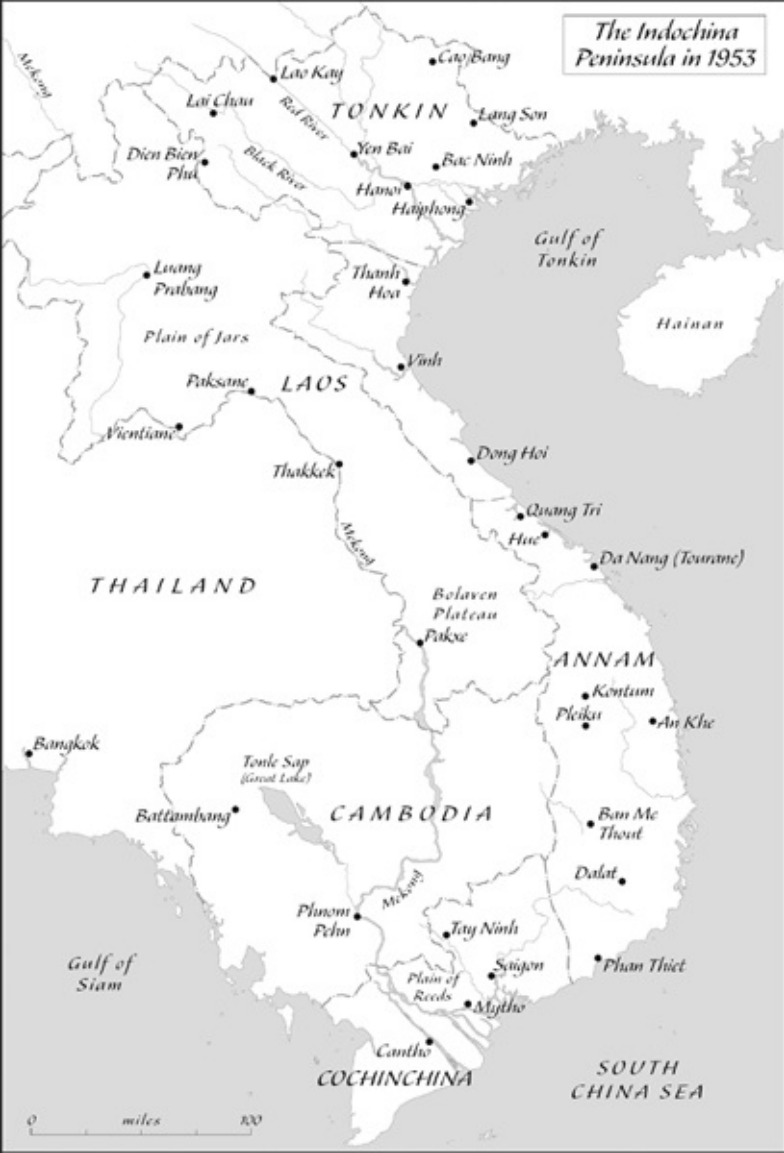 The Indochina
Peninsula in 1953
Mekong
Lao Kay
Cao Bang
Lai Chau
Red River
TONKIN
Lang Son
Dien Bien
Phu
Black River
Yen Bai
Bac Ninh
Hanoi
Haiphong
Gulf of
Tonkin
Luang
Prabang
Thanh
Hoa
Hainan
Plain of Jars
Vinh
Paksane
LAOS
Vientiane
Thakkek
Dong Hoi
Mekong
Quang Tri
Hue
Da Nang (Tourane)
THAILAND
Bolaven
Plateau
Pakxe
ANNAM
Kontum
Pleiku
An Khe
Bangkok
Tonle Sap
(Great Lake)
Battambang
CAMBODIA
Ban Me
Thout
Dalat
Mekong
Phnom
Pehn
Tay Ninh
Gulf of
Siam
Plain of
Reeds
Saigon
Phan Thiet
Mytho
Cantho
COCHINCHINA
SOUTH
CHINA SEA
0 miles 100